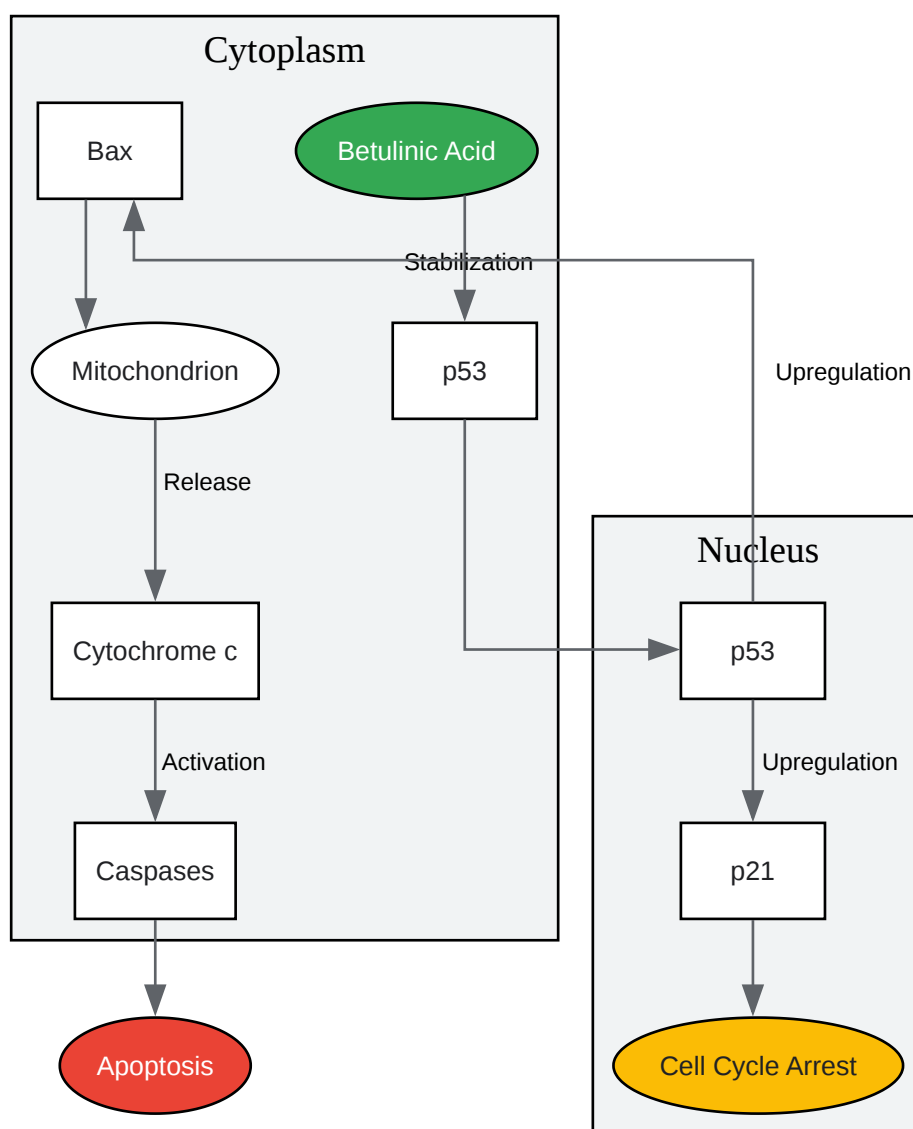 Cytoplasm
Bax
Betulinic Acid
Stabilization
Mitochondrion
p53
Upregulation
Release
Nucleus
Cytochrome c
p53
Activation
Upregulation
Caspases
p21
Apoptosis
Cell Cycle Arrest